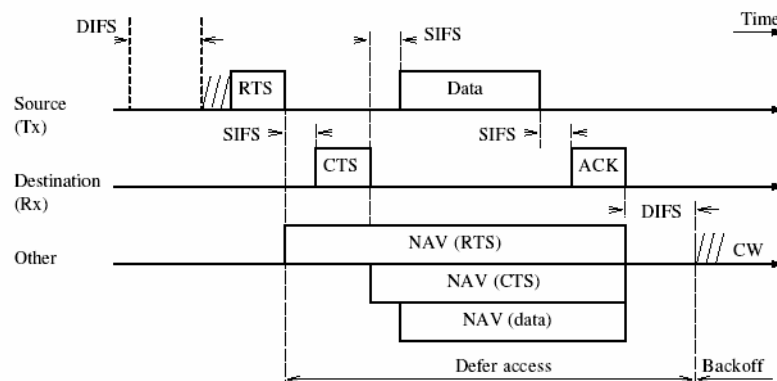 DIFS
SIFS
Time
RTS
Data
Source
(Tx)
SIFS
SIFS
CTS
ACK
Destination
(Rx)
DIFS
NAV (RTS)
CW
Other
NAV (CTS)
NAV (data)
Defer access
Backoff